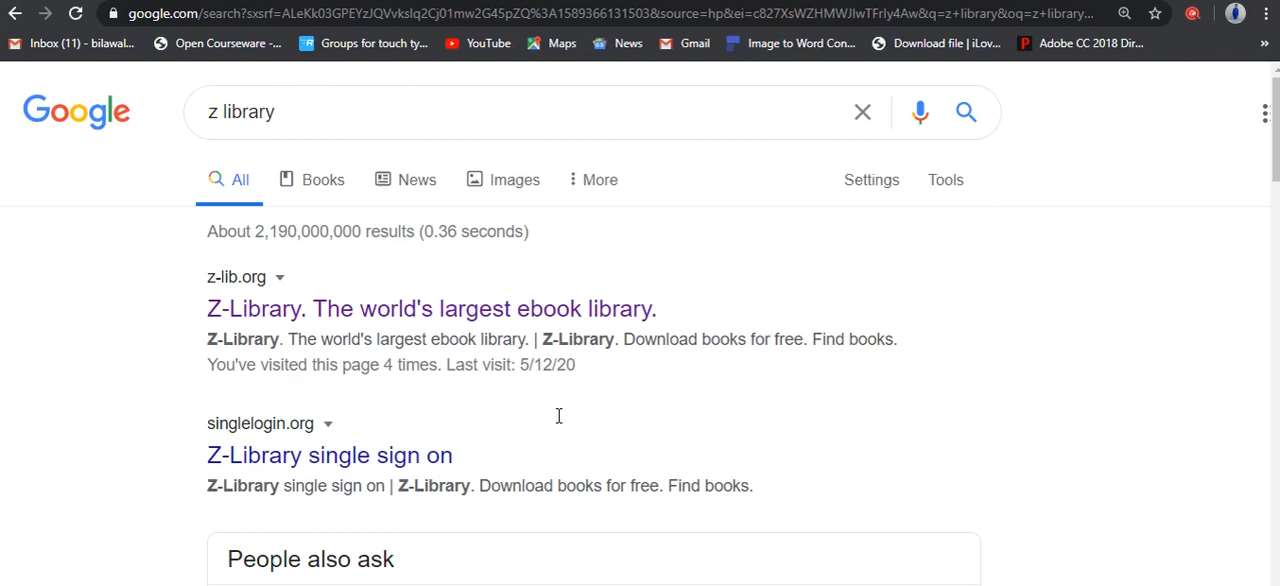 google.com/search?sxsrf=ALeKk03GPEYzJQVvkslq2Cj01mw2G45pZQ%3A1589366131503&source=hp&ei=c827XsWZHMWJlwTFrIy4Aw&q=z+library&oq=z+library...
Inbox (11) - bilawal... Open Courseware -... Groups for touch ty... YouTube Maps News Gmail Image to Word Con... Download file | iLov... Adobe CC 2018 Dir... »
Google z library
All Books News Images More Settings Tools
About 2,190,000,000 results (0.36 seconds)
z-lib.org
Z-Library. The world's largest ebook library.
Z-Library. The world's largest ebook library. | Z-Library. Download books for free. Find books.
You've visited this page 4 times. Last visit: 5/12/20
singlelogin.org
Z-Library single sign on
Z-Library single sign on | Z-Library. Download books for free. Find books.
People also ask